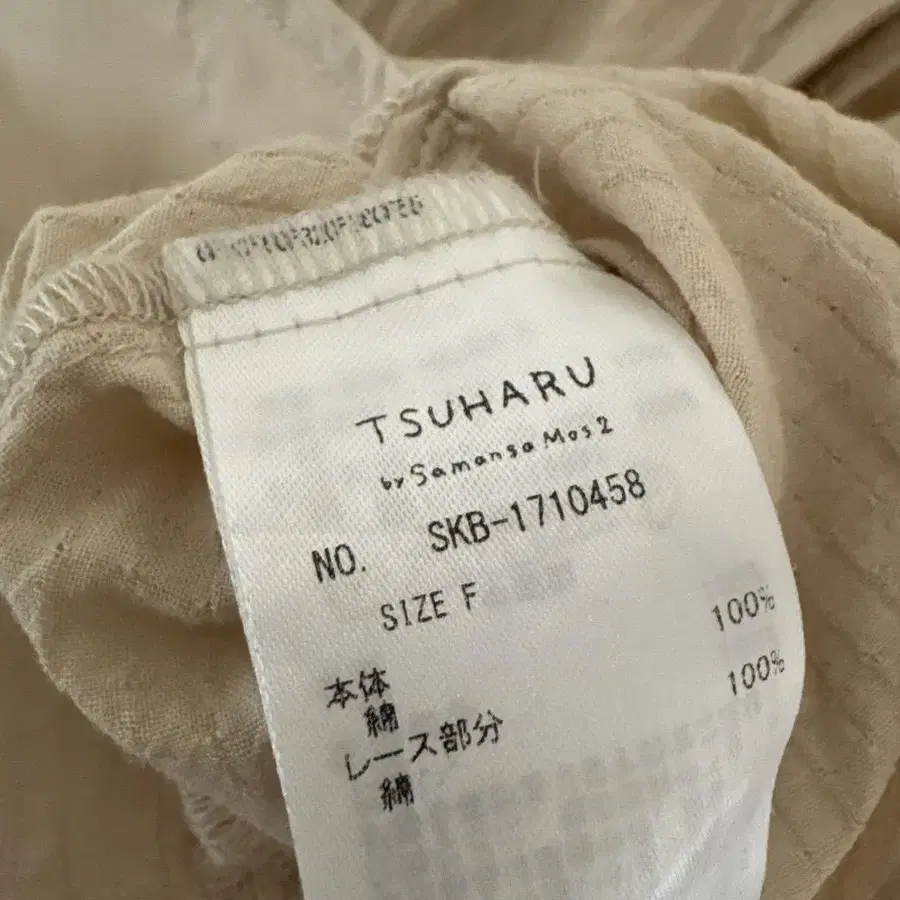 TSUHARU
by Samansa Mos2
NO. SKB-1710458
SIZE F
本体
綿 100%
レース部分
綿 100%